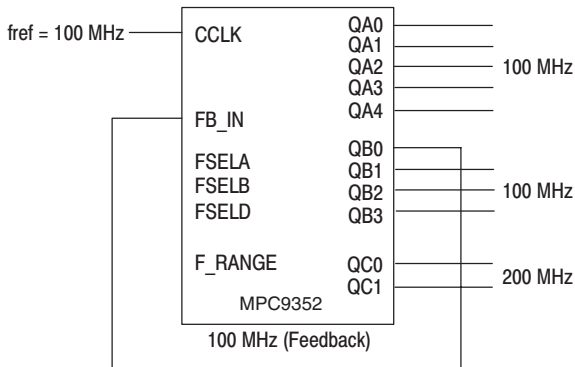 fref = 100 MHz
CCLK
QA0
QA1
QA2
100 MHz
QA3
QA4
FB_IN
QB0
FSELA
QB1
FSELB
QB2
100 MHz
FSELD
QB3
F_RANGE
QC0
200 MHz
QC1
MPC9352
100 MHz (Feedback)